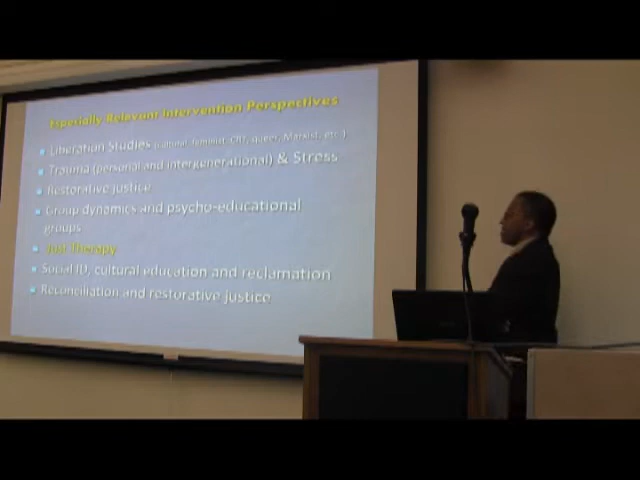 Especially Relevant Intervention Perspectives
Liberation Studies (cultural, feminist, CRT, queer, Marxist, etc.),
Trauma (personal and intergenerational) & Stress
Restorative justice
Group dynamics and psycho-educational
groups
Just Therapy
Social ID, cultural education and reclamation
Reconciliation and restorative justice